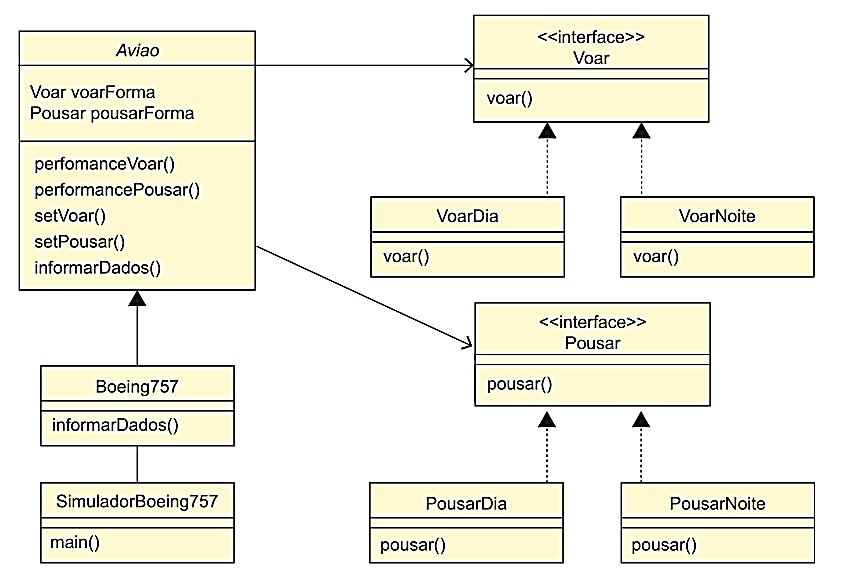 Aviao
Voar voarForma
Pousar pousarForma
perfomanceVoar()
performancePousar()
setVoar()
setPousar()
informarDados()
<<interface>>
Voar
voar()
VoarDia
voar()
VoarNoite
voar()
<<interface>>
Pousar
pousar()
Boeing757
informarDados()
SimuladorBoeing757
main()
PousarDia
pousar()
PousarNoite
pousar()